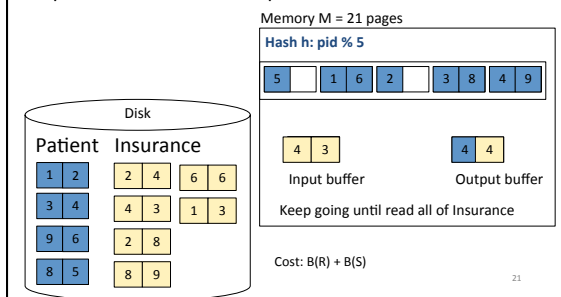 Memory M = 21 pages
Hash h: pid % 5
5 1 6 2 3 8 4 9
Disk
Patient Insurance
1 2 2 4 6 6
3 4 4 3 1 3
9 6 2 8
8 5 8 9
4 3 4 4
Input buffer Output buffer
Keep going until read all of Insurance
Cost: B(R) + B(S)
21